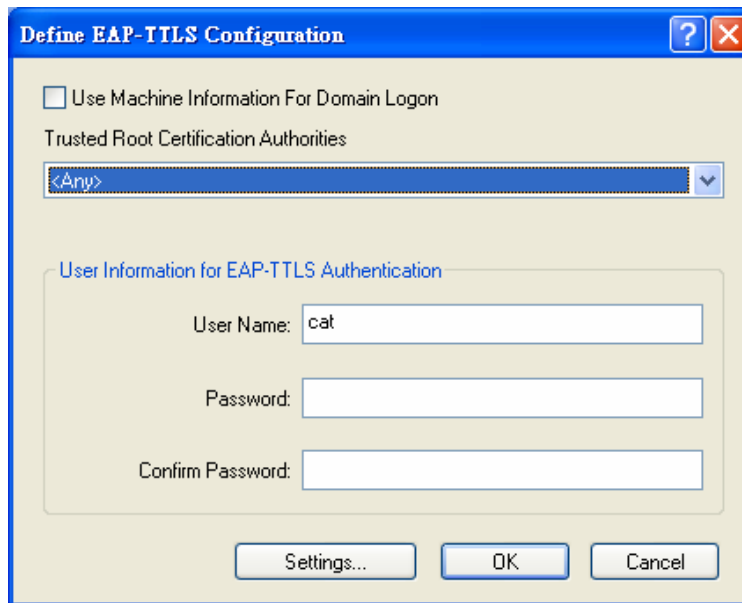 Define EAP-TTLS Configuration
?
Use Machine Information For Domain Logon
Trusted Root Certification Authorities
<Any>
User Information for EAP-TTLS Authentication
User Name: cat
Password:
Confirm Password:
Settings... OK Cancel